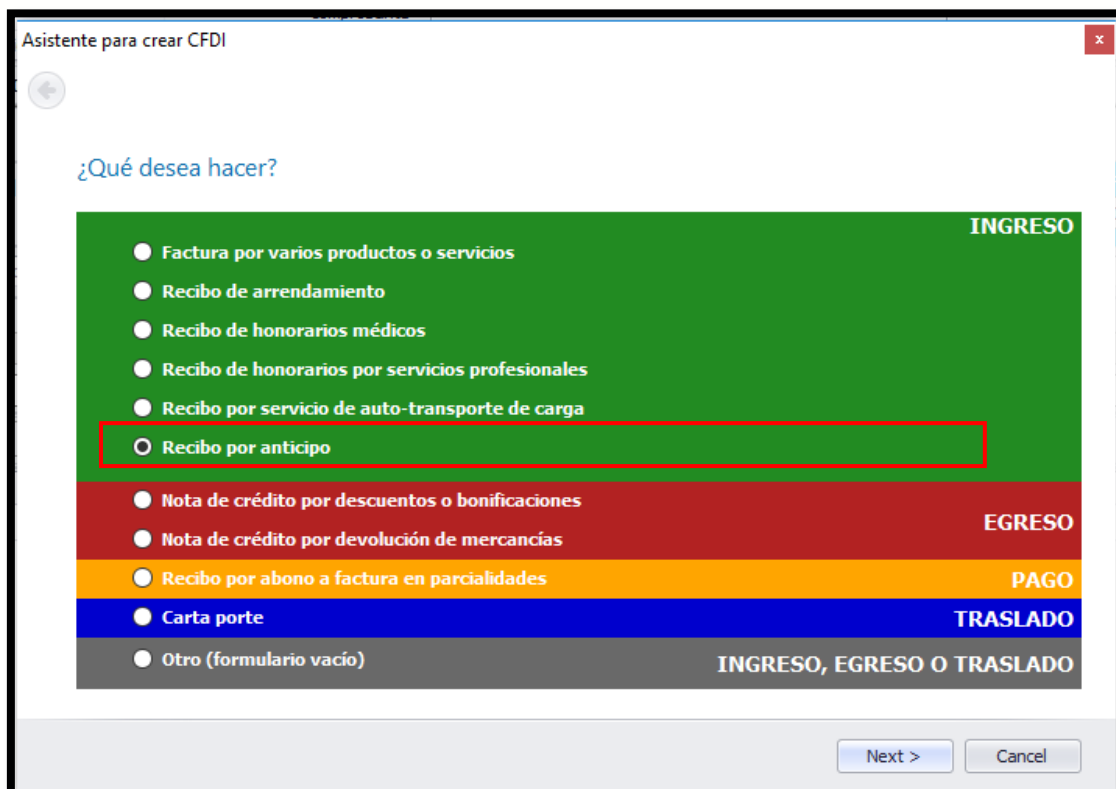 Asistente para crear CFDI
x
¿Qué desea hacer?
INGRESO
Factura por varios productos o servicios
Recibo de arrendamiento
Recibo de honorarios médicos
Recibo de honorarios por servicios profesionales
Recibo por servicio de auto-transporte de carga
Recibo por anticipo
Nota de crédito por descuentos o bonificaciones
EGRESO
Nota de crédito por devolución de mercancías
Recibo por abono a factura en parcialidades PAGO
Carta porte TRASLADO
Otro (formulario vacío) INGRESO, EGRESO O TRASLADO
Next > Cancel